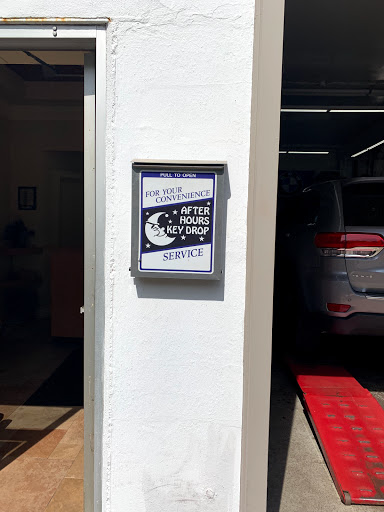 PULL TO OPEN
FOR YOUR
CONVENIENCE
AFTER
HOURS
KEY DROP
SERVICE